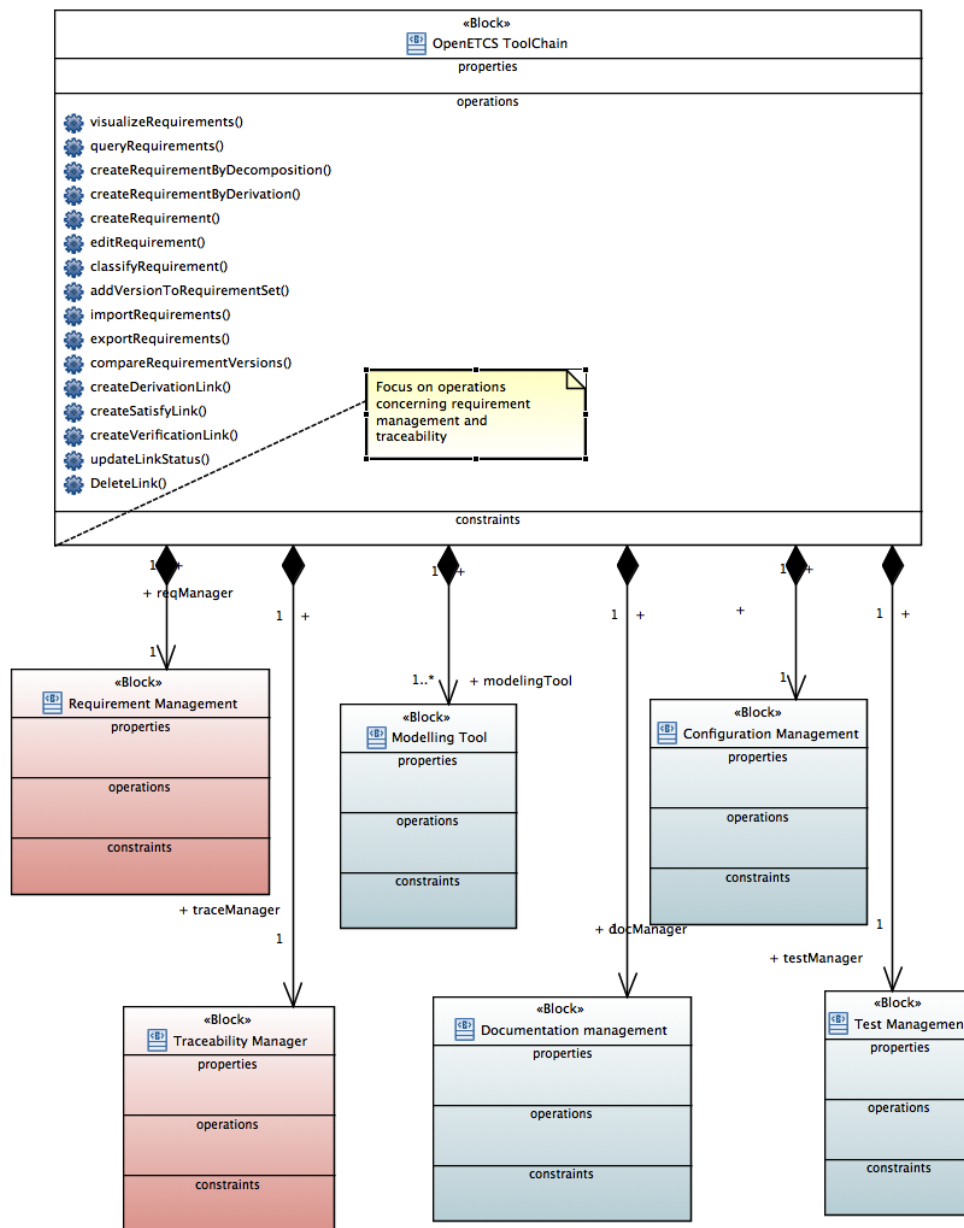 «Block»
OpenETCS ToolChain
properties
operations
visualizeRequirements()
queryRequirements()
createRequirementByDecomposition()
createRequirementByDerivation()
createRequirement()
editRequirement()
classifyRequirement()
addVersionToRequirementSet()
importRequirements()
exportRequirements()
compareRequirementVersions()
createDerivationLink()
createSatisfyLink()
createVerificationLink()
updateLinkStatus()
DeleteLink()
Focus on operations
concerning requirement
management and
traceability
constraints
1 +
+ reqManager
1
1 +
1 +
1 +
1 +
+
1 +
1
«Block»
Requirement Management
properties
operations
constraints
1..* + modelingTool
«Block»
Modelling Tool
properties
operations
constraints
1
«Block»
Configuration Management
properties
operations
constraints
+ traceManager
1
+ docManager
1
1
+ testManager
«Block»
Traceability Manager
properties
operations
constraints
«Block»
Documentation management
properties
operations
constraints
«Block»
Test Management
properties
operations
constraints